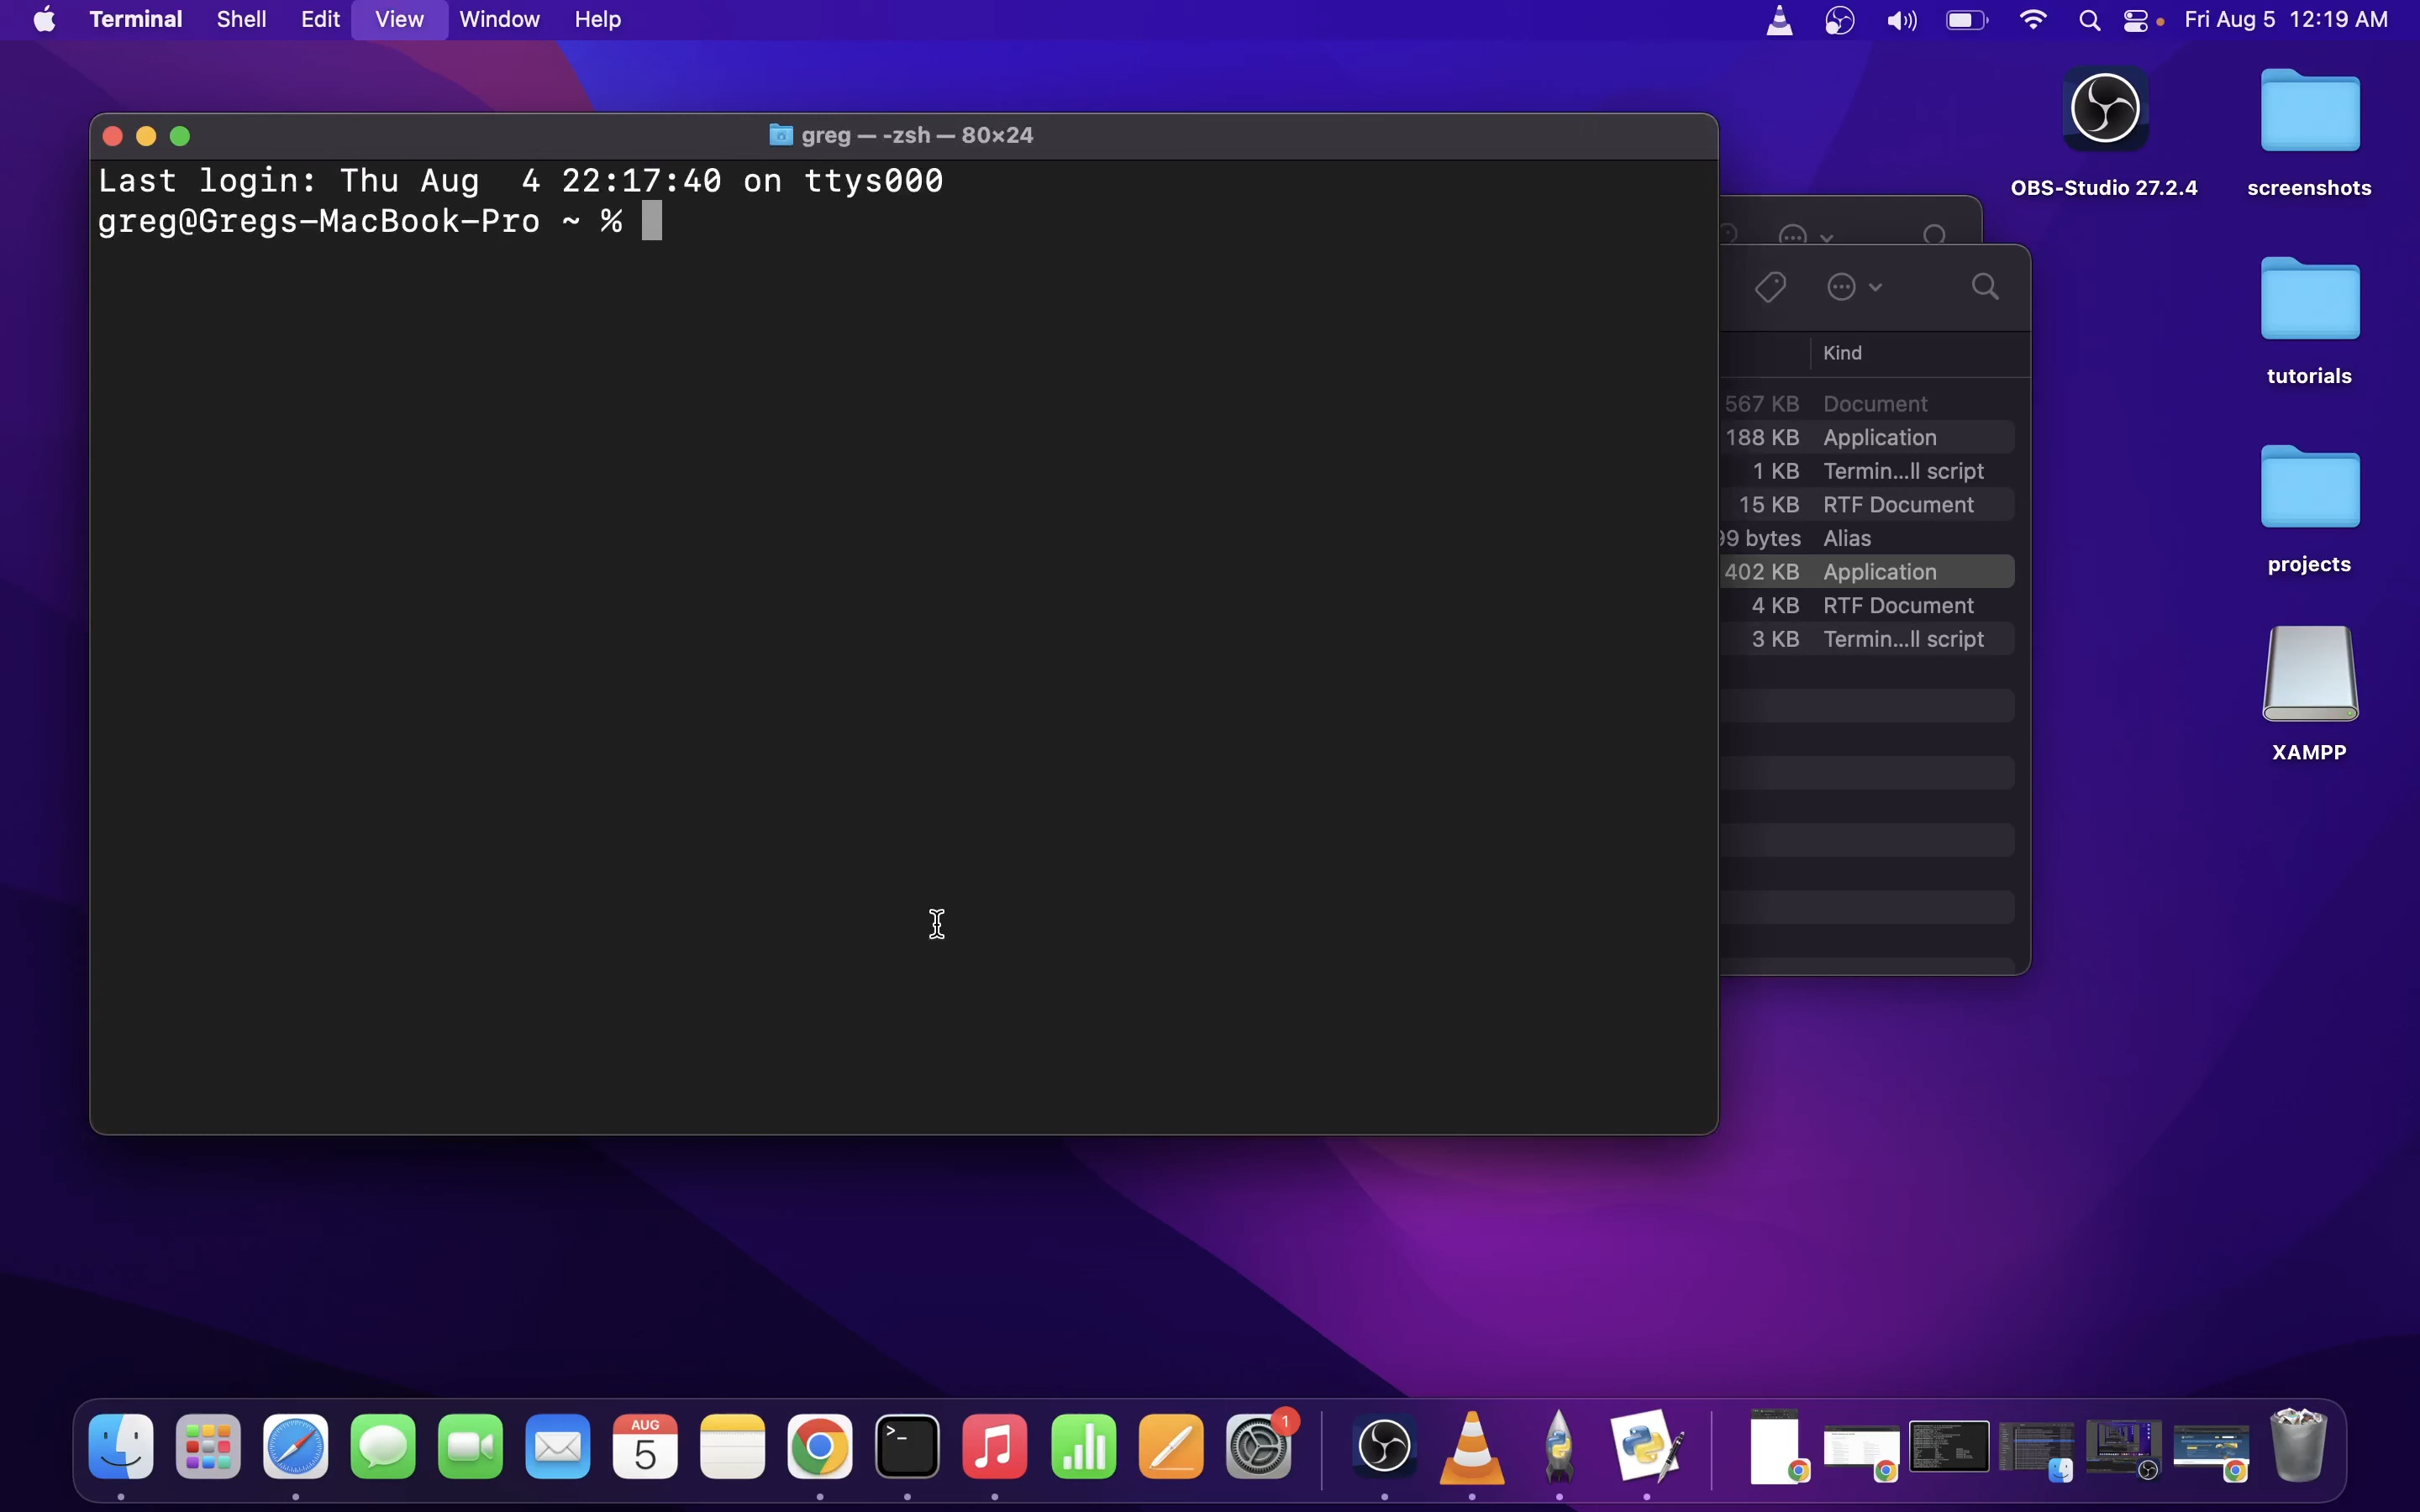 Terminal Shell Edit View Window Help Fri Aug 5 12:19 AM
greg — -zsh — 80×24
Last login: Thu Aug  4 22:17:40 on ttys000
greg@Gregs-MacBook-Pro ~ %
OBS-Studio 27.2.4
screenshots
tutorials
projects
XAMPP
Kind
567 KB Document
188 KB Application
1 KB Termin...ll script
15 KB RTF Document
99 bytes Alias
402 KB Application
4 KB RTF Document
3 KB Termin...ll script
AUG
5
>_
1